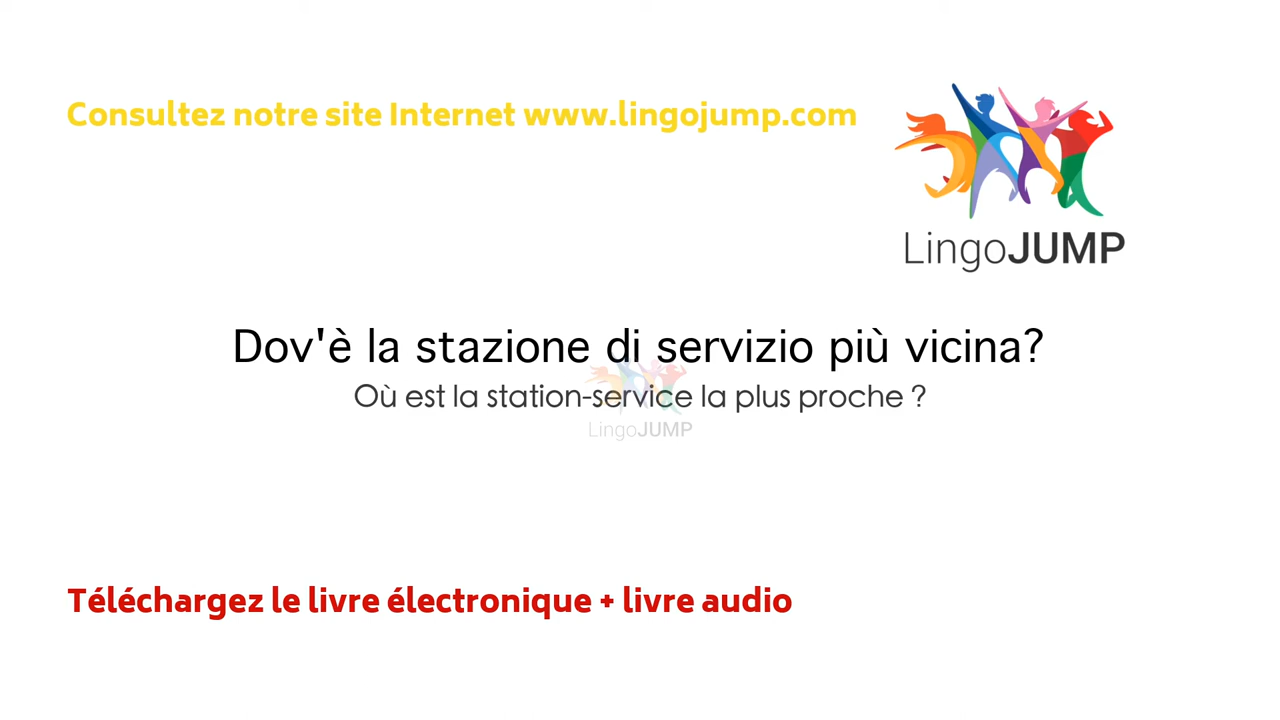 Consultez notre site Internet www.lingojump.com
LingoJUMP
Dov'è la stazione di servizio più vicina?
Où est la station-service la plus proche ?
LingoJUMP
Téléchargez le livre électronique + livre audio